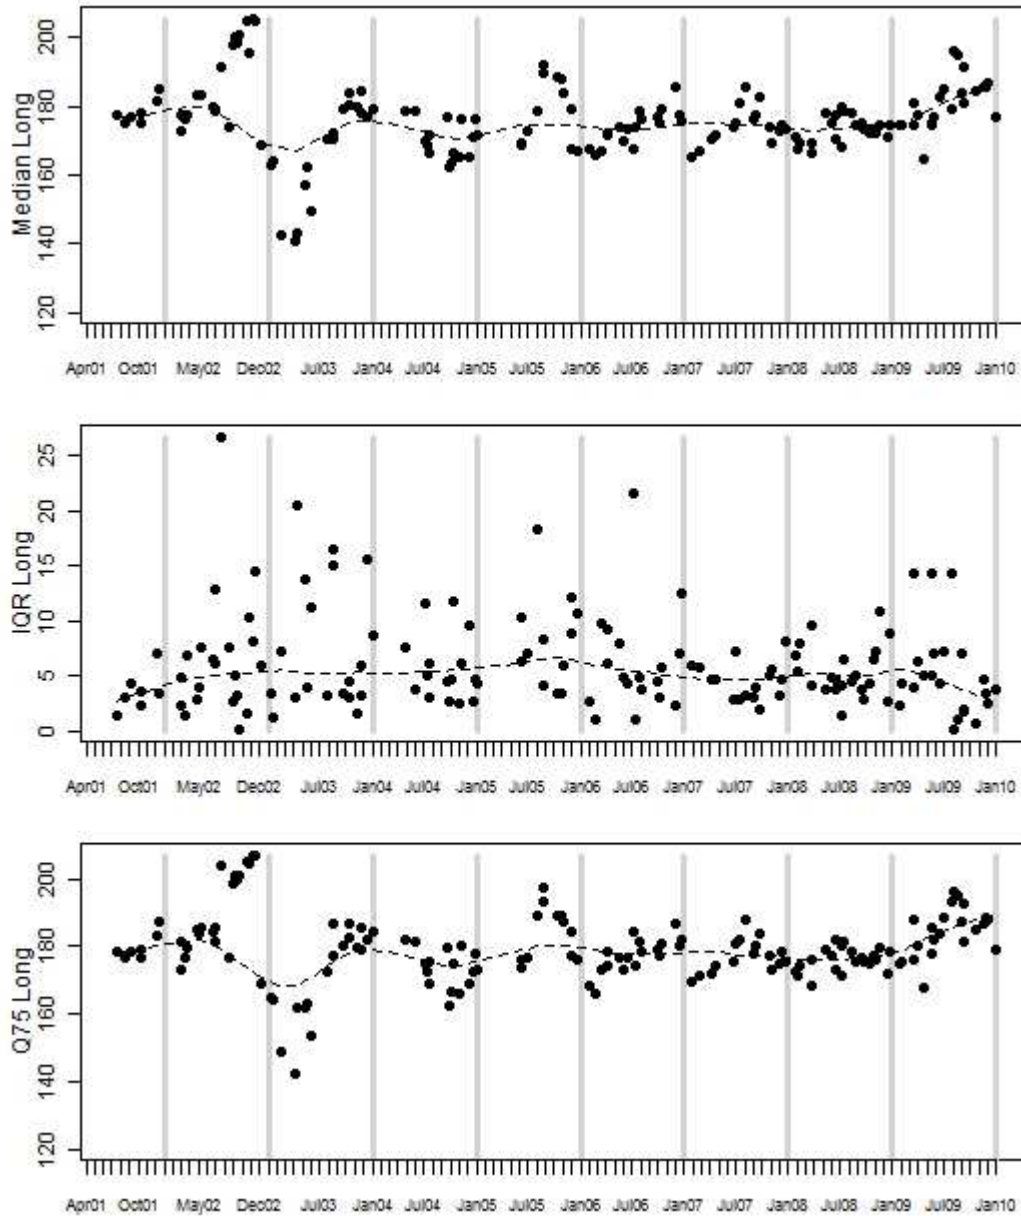 Median Long
200
180
160
140
120
Apr01 Oct01 May02 Dec02 Jul03 Jan04 Jul04 Jan05 Jul05 Jan06 Jul06 Jan07 Jul07 Jan08 Jul08 Jan09 Jul09 Jan10
IQR Long
25
20
15
10
5
0
Apr01 Oct01 May02 Dec02 Jul03 Jan04 Jul04 Jan05 Jul05 Jan06 Jul06 Jan07 Jul07 Jan08 Jul08 Jan09 Jul09 Jan10
Q75 Long
200
180
160
140
120
Apr01 Oct01 May02 Dec02 Jul03 Jan04 Jul04 Jan05 Jul05 Jan06 Jul06 Jan07 Jul07 Jan08 Jul08 Jan09 Jul09 Jan10